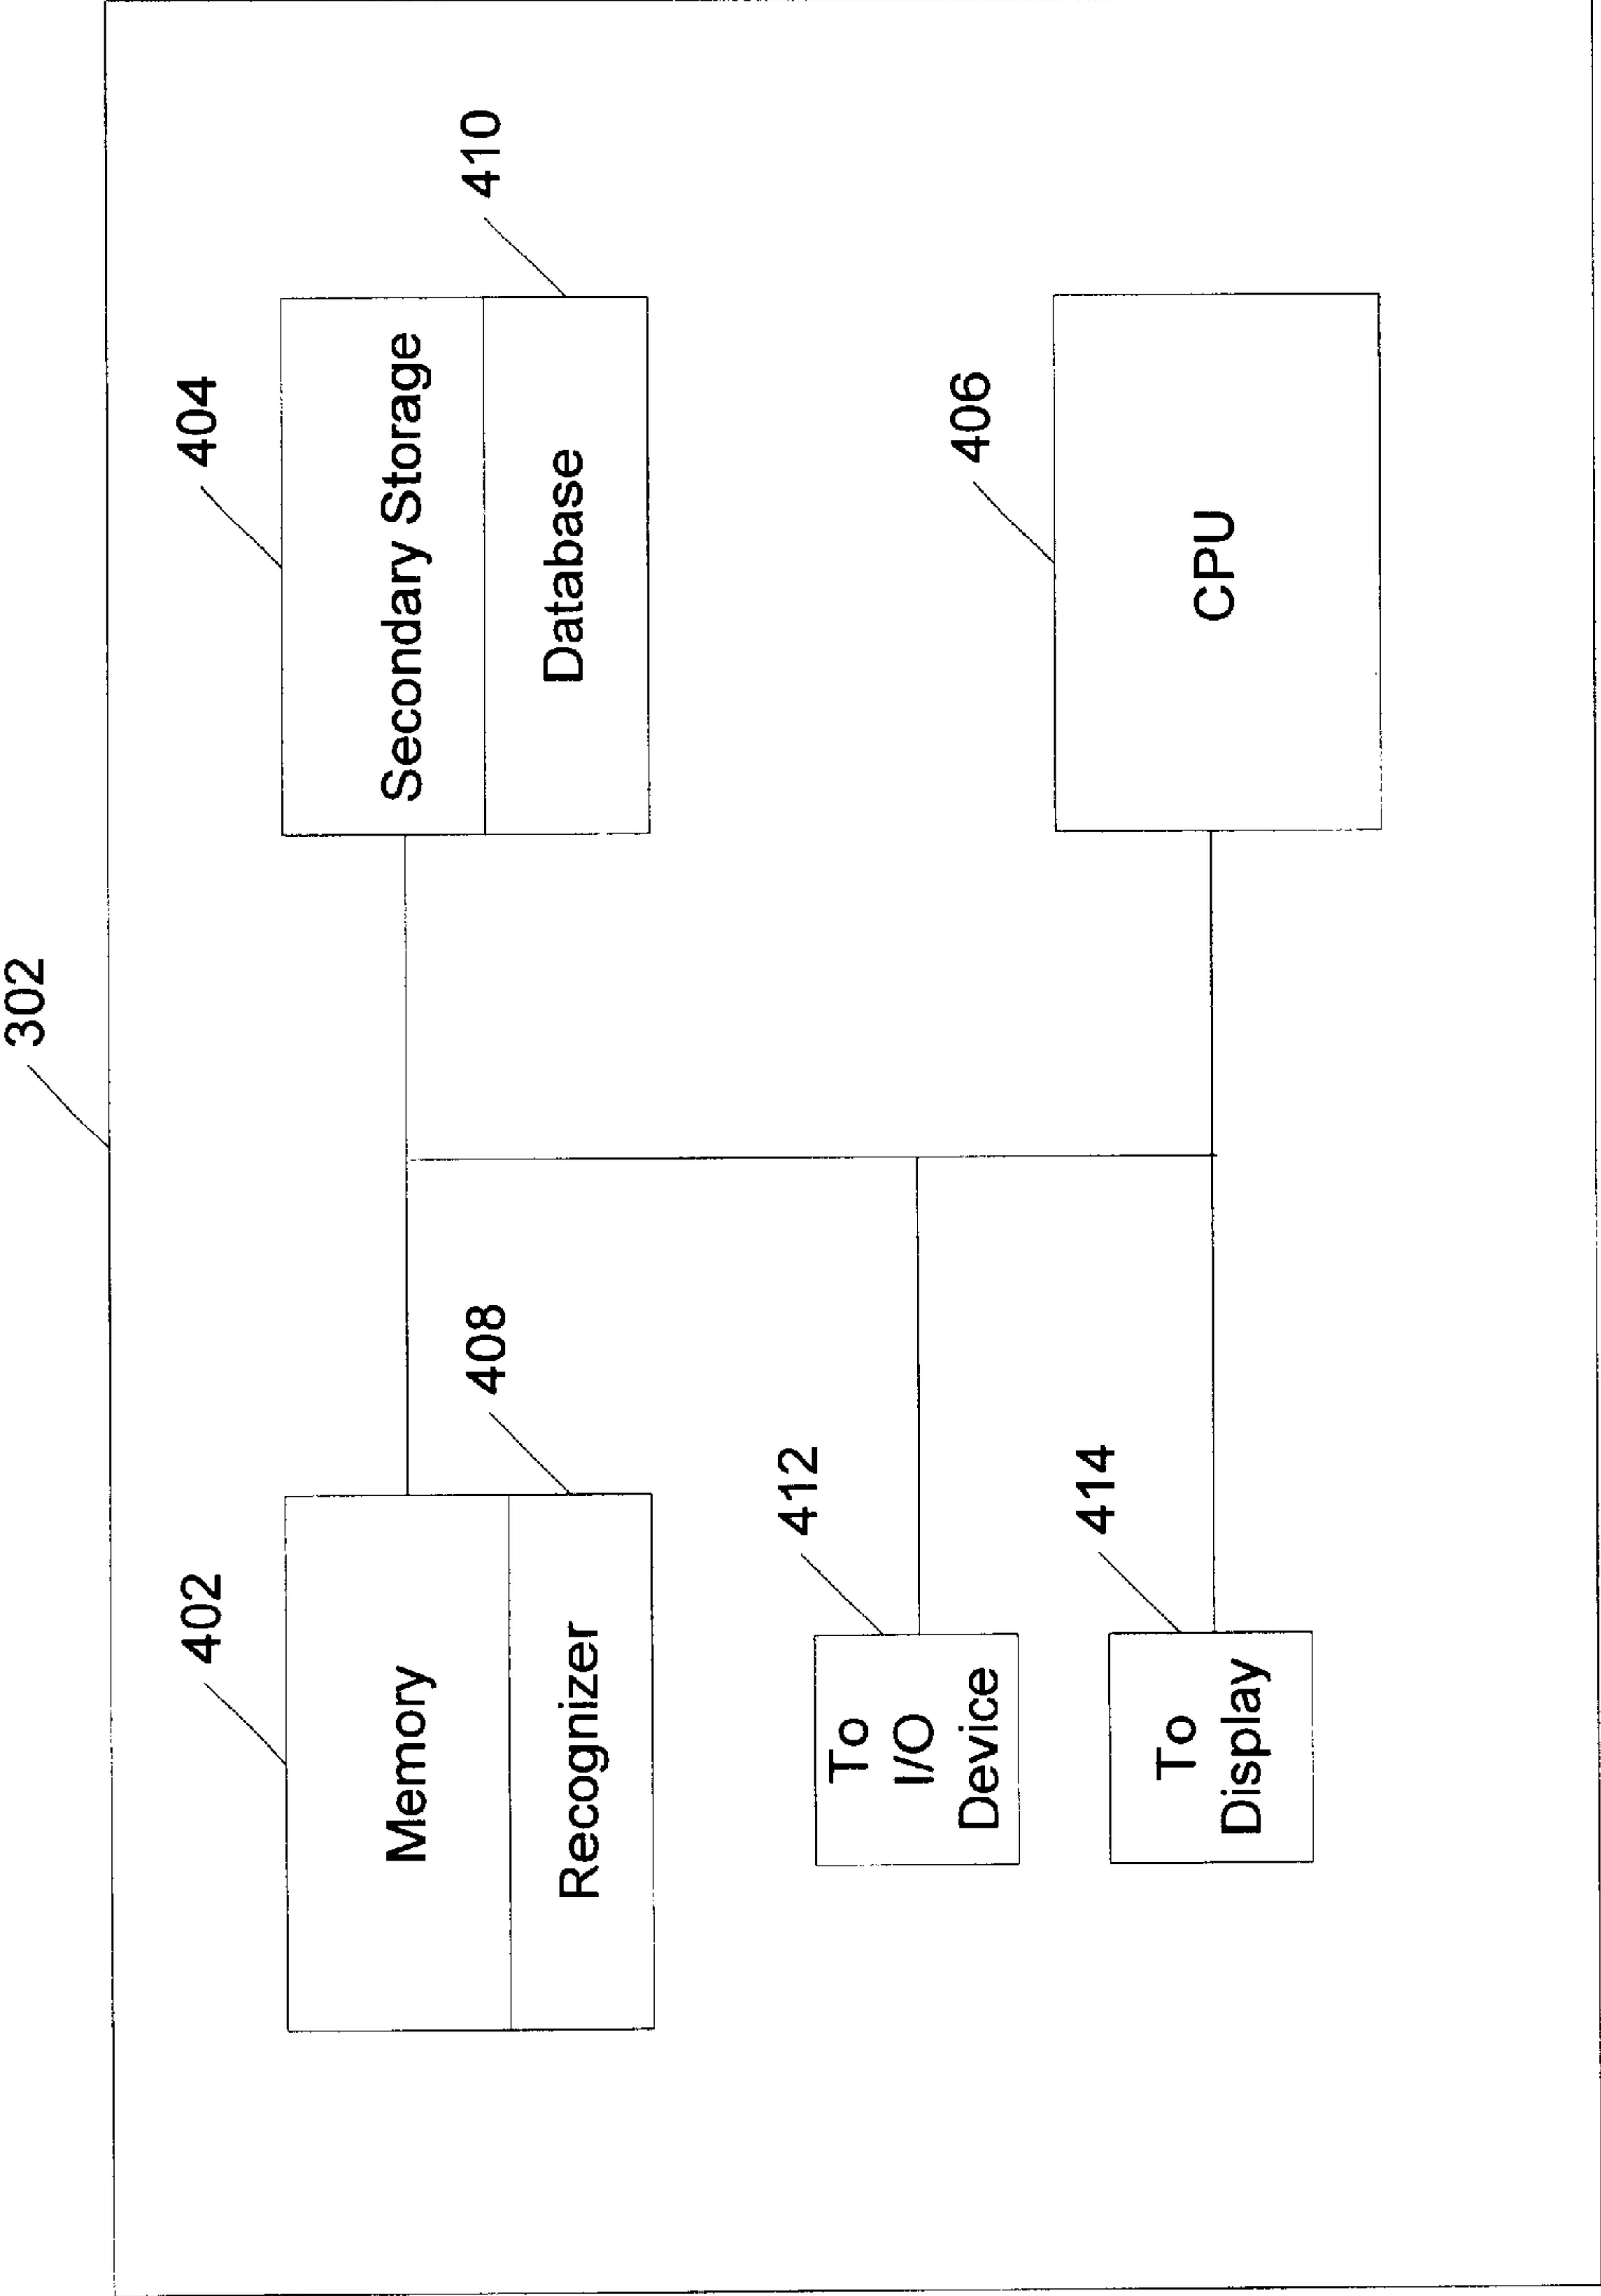 302
402
404
Memory
Secondary Storage
408
410
Recognizer
Database
412
To
I/O
Device
406
414
To
Display
CPU